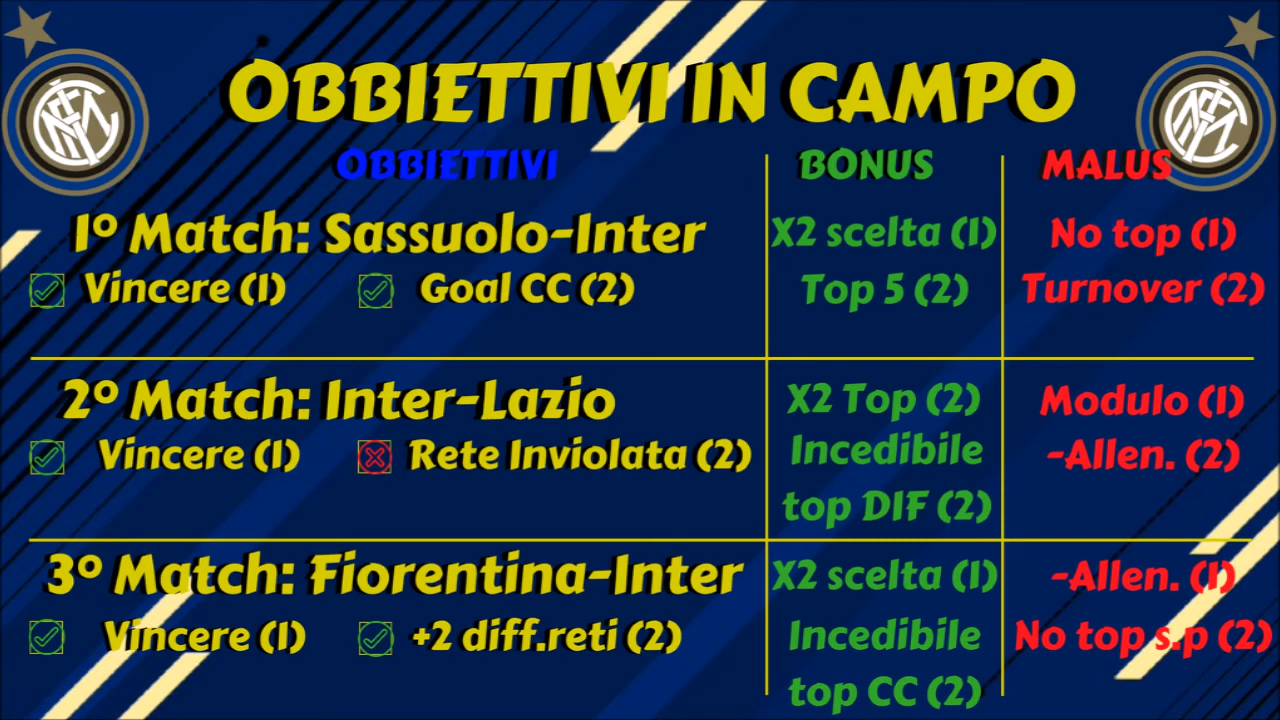 OBBIETTIVI IN CAMPO
OBBIETTIVI BONUS MALUS
1º Match: Sassuolo-Inter X2 scelta (1) No top (1)
Vincere (1) Goal CC (2) Top 5 (2) Turnover (2)
2º Match: Inter-Lazio X2 Top (2) Modulo (1)
Vincere (1) Rete Inviolata (2) Incedibile -Allen. (2)
top DIF (2)
3º Match: Fiorentina-Inter X2 scelta (1) -Allen. (1)
Vincere (1) +2 diff.reti (2) Incedibile No top s.p (2)
top CC (2)